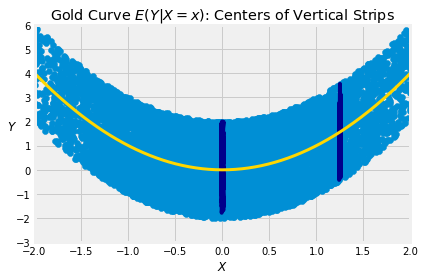 Gold Curve E(Y|X = x): Centers of Vertical Strips
6
5
4
3
2
1
0
−1
−2
−3
Y
−2.0 −1.5 −1.0 −0.5 0.0 0.5 1.0 1.5 2.0
X